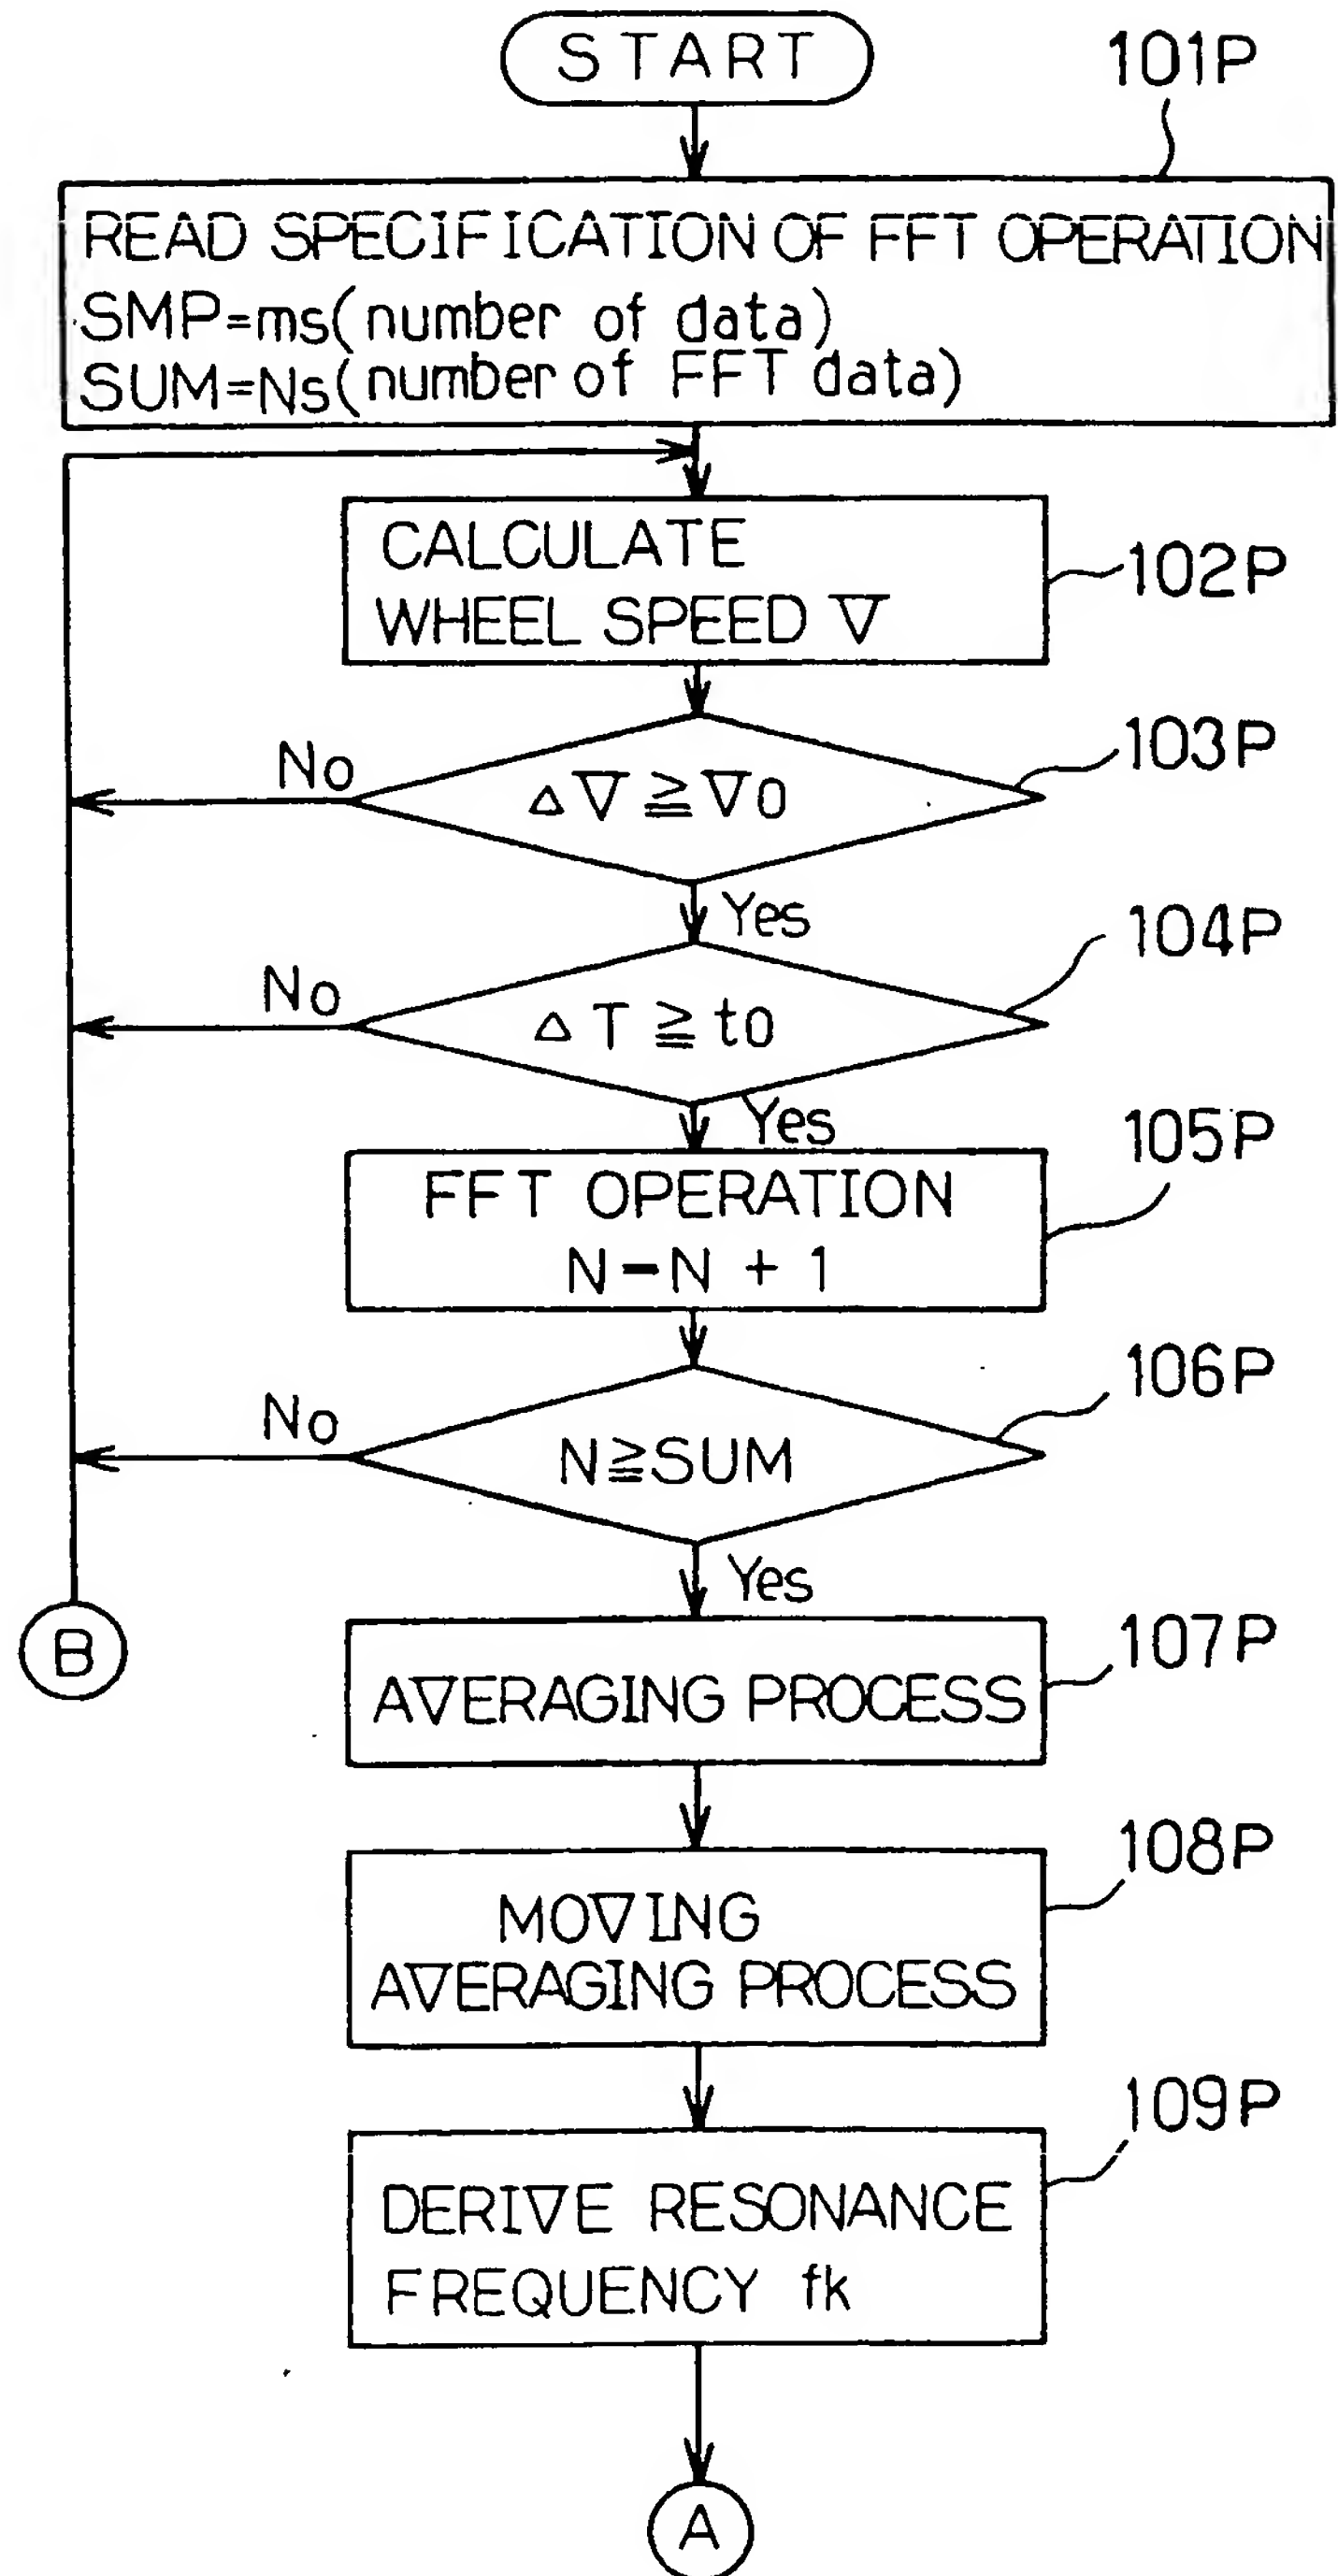 START
101P
READ SPECIFICATION OF FFT OPERATION
SMP=ms(number of data)
SUM=Ns(number of FFT data)
CALCULATE
WHEEL SPEED V
102P
No
ΔV ≧ Vo
103P
Yes
No
ΔT ≧ to
104P
Yes
FFT OPERATION
N-N + 1
105P
No
N≧SUM
106P
Yes
B
AVERAGING PROCESS
107P
MOVING
AVERAGING PROCESS
108P
DERIVE RESONANCE
FREQUENCY fk
109P
A